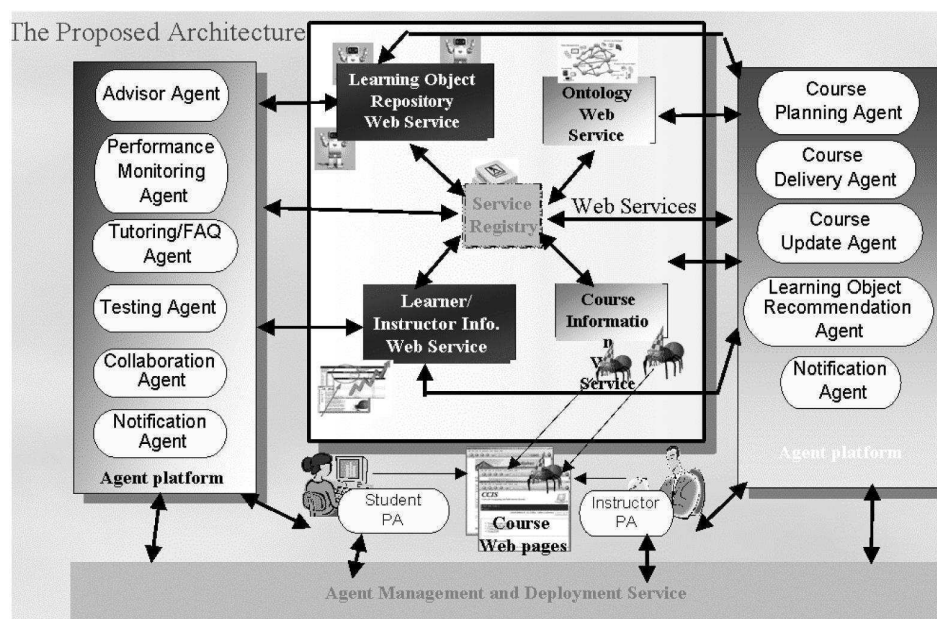 The Proposed Architecture
Advisor Agent
Performance
Monitoring
Agent
Tutoring/FAQ
Agent
Testing Agent
Collaboration
Agent
Notification
Agent
Agent platform
Learning Object
Repository
Web Service
Ontology
Web
Service
Service
Registry
Web Services
Learner/
Instructor Info.
Web Service
Course
Informatio
n
W
Service
Course
Planning Agent
Course
Delivery Agent
Course
Update Agent
Learning Object
Recommendation
Agent
Notification
Agent
Agent platform
Student
PA
CCIS
Course
Web pages
Instructor
PA
Agent Management and Deployment Service